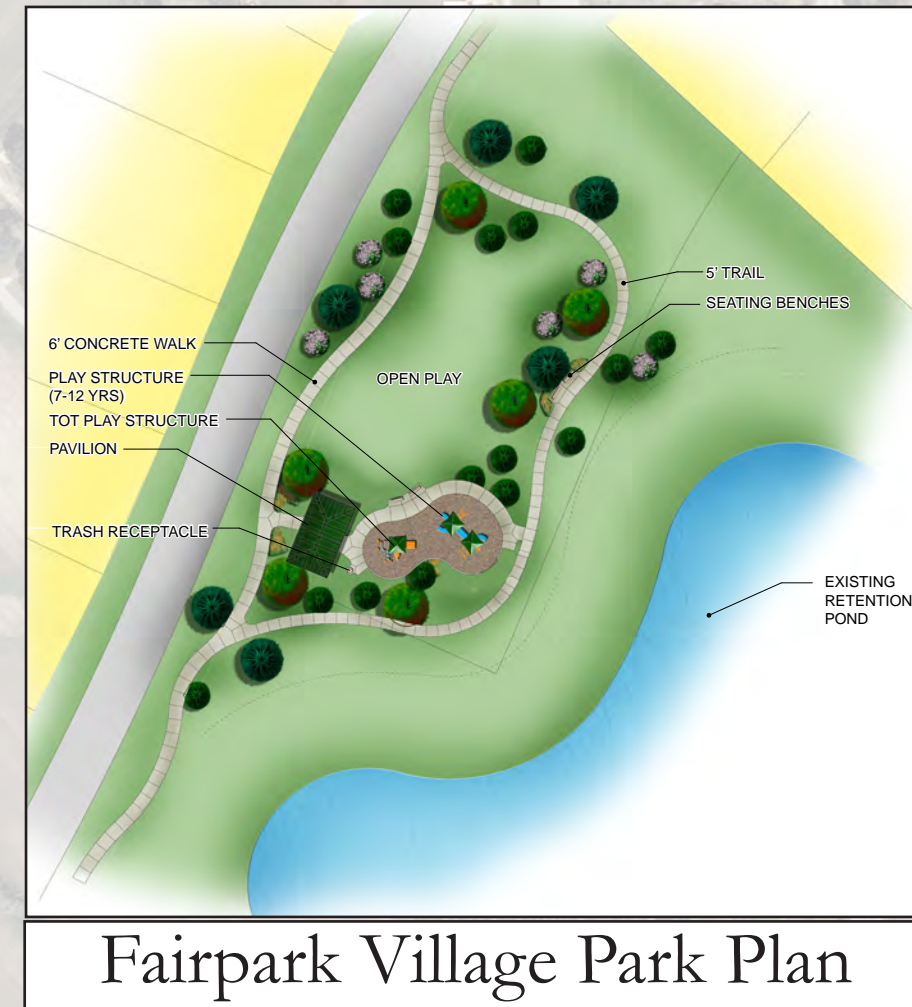 5' TRAIL
SEATING BENCHES
6' CONCRETE WALK
PLAY STRUCTURE
(7-12 YRS)
OPEN PLAY
TOT PLAY STRUCTURE
PAVILION
TRASH RECEPTACLE
EXISTING
RETENTION
POND
Fairpark Village Park Plan